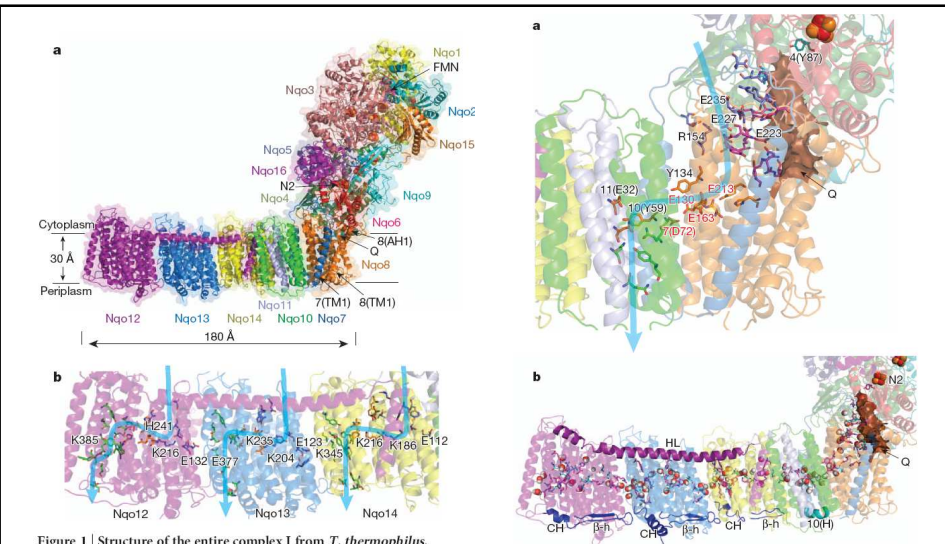 a
Nqo1
FMN
Nqo3
Nqo2
Nqo15
Nqo5
Nqo16
N2
Nqo4
Nqo9
Nqo6
8(AH1)
Q
Nqo8
Cytoplasm
30 Å
Periplasm
Nqo11
7(TM1)
8(TM1)
Nqo12
Nqo13
Nqo14
Nqo10
Nqo7
180 Å
b
K385
H241
K216
E132
E377
K235
K204
E123
K345
K216
K186
E112
Nqo12
Nqo13
Nqo14
Figure 1 | Structure of the entire complex I from T. thermophilus.
a
4(Y87)
E235
E227
R154
E223
Y134
Q
11(E32)
E130
E213
10(Y59)
E163
7(D72)
b
N2
HL
Q
CH
β-h
CH
β-h
CH
β-h
10(H)